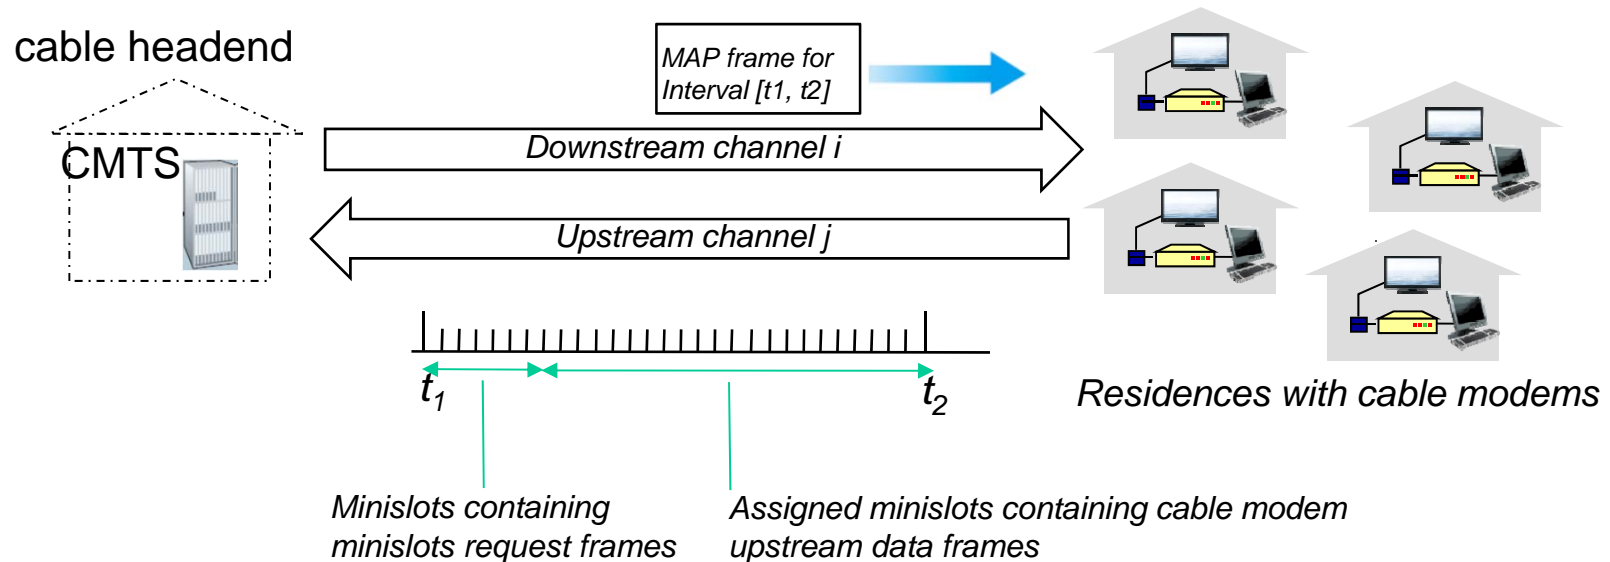 cable headend
MAP frame for
Interval [t1, t2]
CMTS
Downstream channel i
Upstream channel j
t1
t2
Residences with cable modems
Minislots containing
minislots request frames
Assigned minislots containing cable modem
upstream data frames